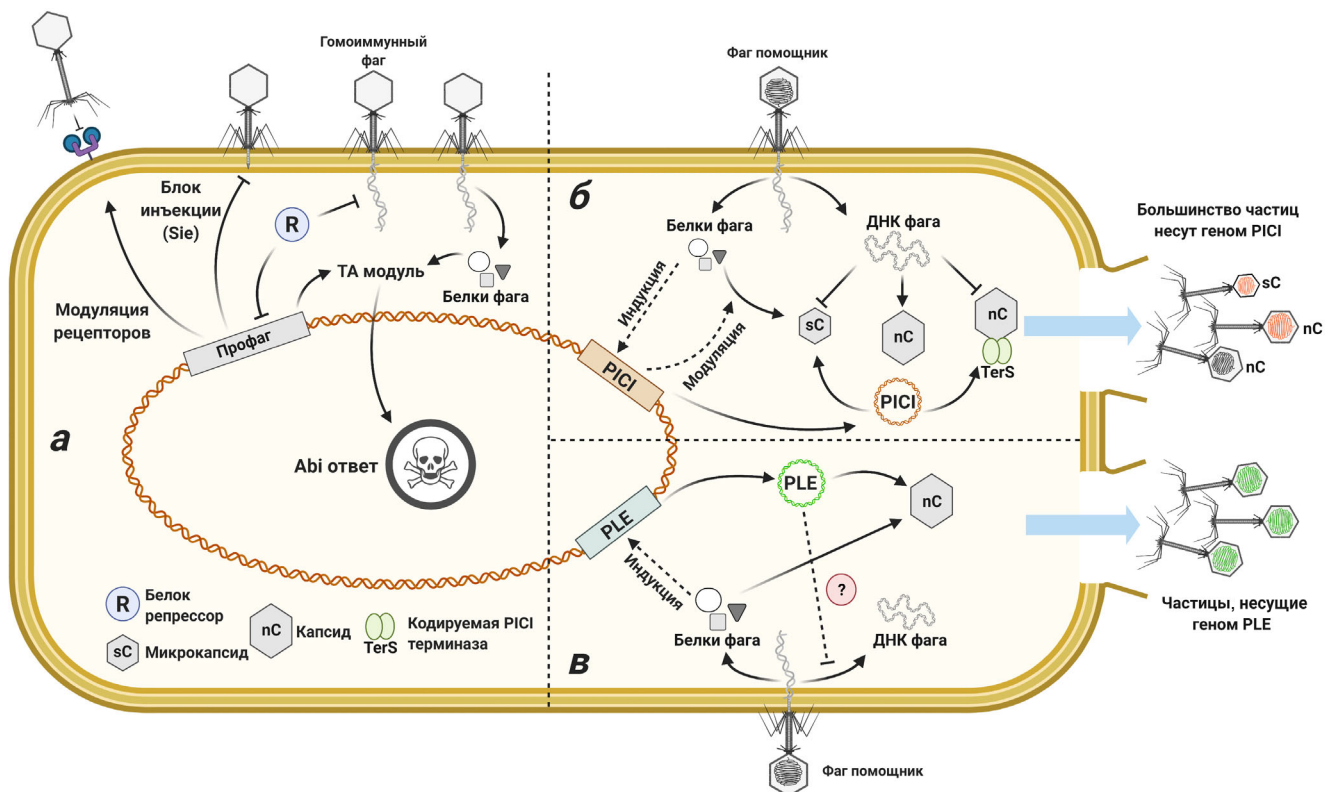 Гомоиммунный
фаг
Фаг помощник
Блок
инъекции
(Sie)
R
ТА модуль
Белки фага
Модуляция
рецепторов
Профаг
а
Abi ответ
R
Белок
репрессор
sC
Микрокапсид
nC
Капсид
TerS
Кодируемая PICI
терминаза
б
Белки фага
ДНК фага
Индукция
Модуляция
sC
nC
nC
TerS
PICI
PICI
Большинство частиц
несут геном PICI
sC
nC
nC
PLE
PLE
nC
Индукция
?
Белки фага
ДНК фага
в
Фаг помощник
Частицы, несущие
геном PLE